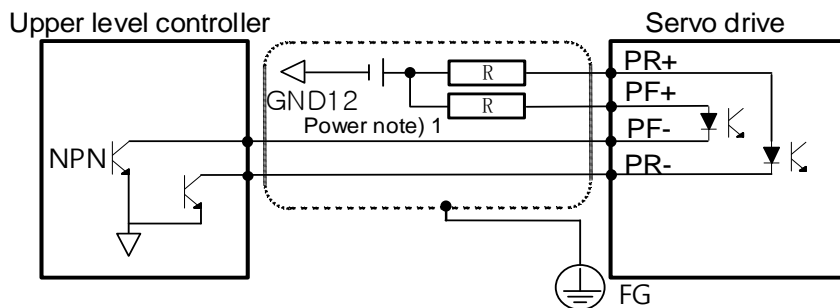 Upper level controller
Servo drive
R
PR+
GND12
R
PF+
Power note) 1
PF-
NPN
PR-
FG